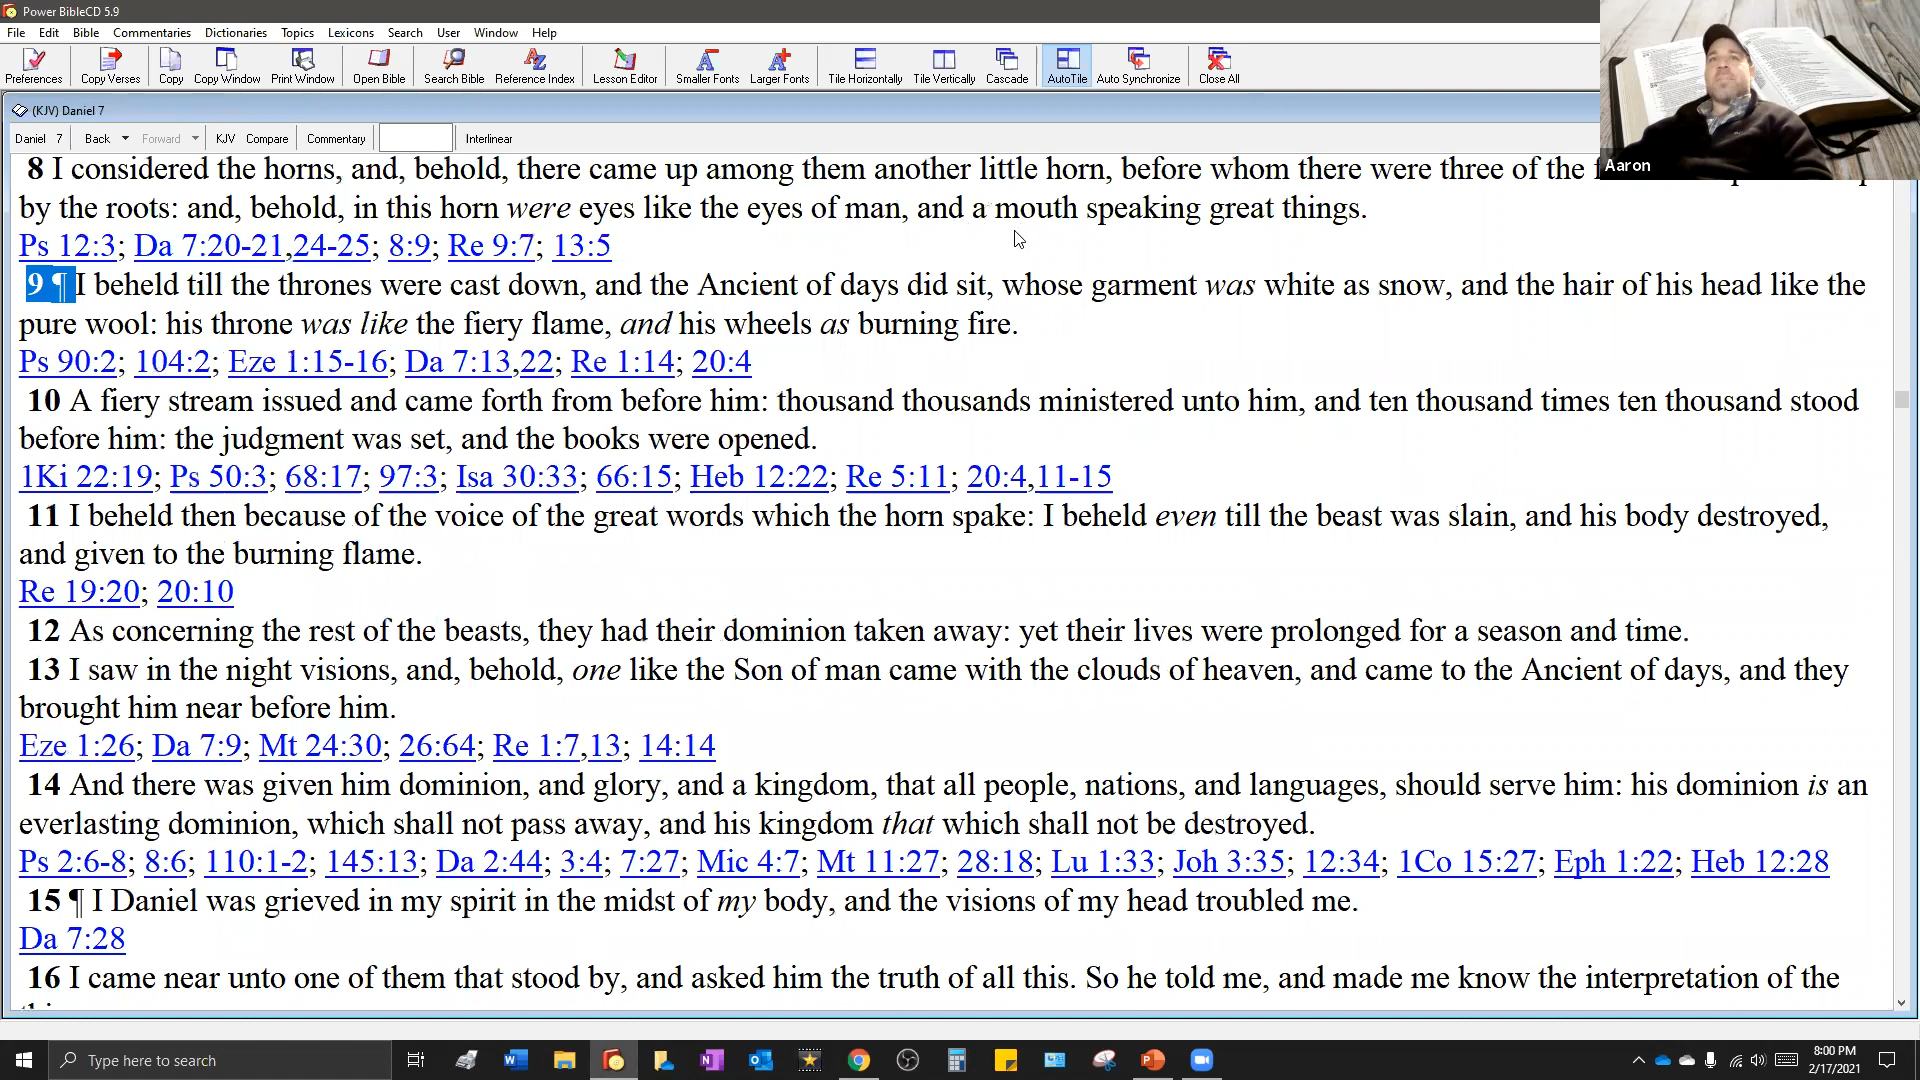 Power BibleCD 5.9
File Edit Bible Commentaries Dictionaries Topics Lexicons Search User Window Help
Preferences Copy Verses Copy Copy Window Print Window Open Bible Search Bible Reference Index Lesson Editor Smaller Fonts Larger Fonts Tile Horizontally Tile Vertically Cascade AutoTile Auto Synchronize Close All
(KJV) Daniel 7
Daniel 7 Back Forward KJV Compare Commentary Interlinear
Aaron
8 I considered the horns, and, behold, there came up among them another little horn, before whom there were three of the
by the roots: and, behold, in this horn were eyes like the eyes of man, and a mouth speaking great things.
Ps 12:3; Da 7:20-21,24-25; 8:9; Re 9:7; 13:5
9 ¶ I beheld till the thrones were cast down, and the Ancient of days did sit, whose garment was white as snow, and the hair of his head like the
pure wool: his throne was like the fiery flame, and his wheels as burning fire.
Ps 90:2; 104:2; Eze 1:15-16; Da 7:13,22; Re 1:14; 20:4
10 A fiery stream issued and came forth from before him: thousand thousands ministered unto him, and ten thousand times ten thousand stood
before him: the judgment was set, and the books were opened.
1Ki 22:19; Ps 50:3; 68:17; 97:3; Isa 30:33; 66:15; Heb 12:22; Re 5:11; 20:4,11-15
11 I beheld then because of the voice of the great words which the horn spake: I beheld even till the beast was slain, and his body destroyed,
and given to the burning flame.
Re 19:20; 20:10
12 As concerning the rest of the beasts, they had their dominion taken away: yet their lives were prolonged for a season and time.
13 I saw in the night visions, and, behold, one like the Son of man came with the clouds of heaven, and came to the Ancient of days, and they
brought him near before him.
Eze 1:26; Da 7:9; Mt 24:30; 26:64; Re 1:7,13; 14:14
14 And there was given him dominion, and glory, and a kingdom, that all people, nations, and languages, should serve him: his dominion is an
everlasting dominion, which shall not pass away, and his kingdom that which shall not be destroyed.
Ps 2:6-8; 8:6; 110:1-2; 145:13; Da 2:44; 3:4; 7:27; Mic 4:7; Mt 11:27; 28:18; Lu 1:33; Joh 3:35; 12:34; 1Co 15:27; Eph 1:22; Heb 12:28
15 ¶ I Daniel was grieved in my spirit in the midst of my body, and the visions of my head troubled me.
Da 7:28
16 I came near unto one of them that stood by, and asked him the truth of all this. So he told me, and made me know the interpretation of the
Type here to search
8:00 PM
2/17/2021